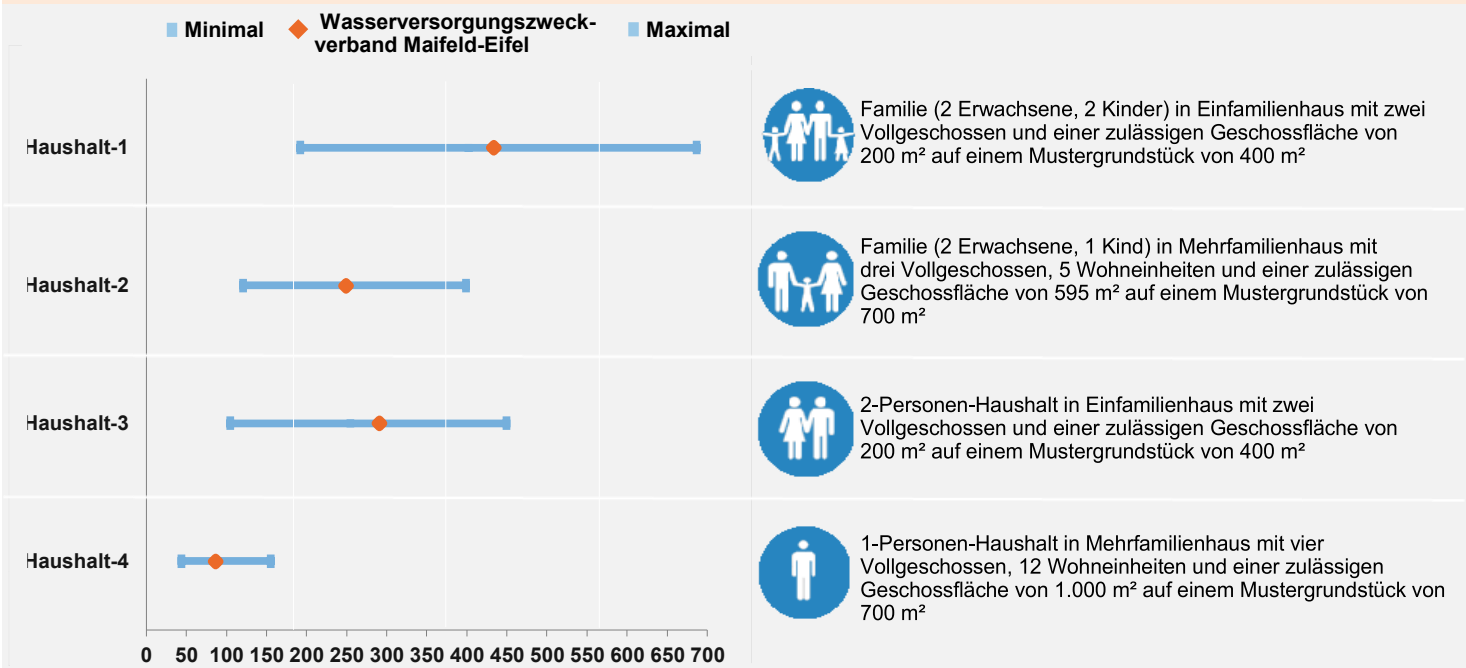 Minimal
Wasserversorgungszweck-
verband Maifeld-Eifel
Maximal
Haushalt-1
Familie (2 Erwachsene, 2 Kinder) in Einfamilienhaus mit zwei
Vollgeschossen und einer zulässigen Geschossfläche von
200 m² auf einem Mustergrundstück von 400 m²
Haushalt-2
Familie (2 Erwachsene, 1 Kind) in Mehrfamilienhaus mit
drei Vollgeschossen, 5 Wohneinheiten und einer zulässigen
Geschossfläche von 595 m² auf einem Mustergrundstück von
700 m²
Haushalt-3
2-Personen-Haushalt in Einfamilienhaus mit zwei
Vollgeschossen und einer zulässigen Geschossfläche von
200 m² auf einem Mustergrundstück von 400 m²
Haushalt-4
1-Personen-Haushalt in Mehrfamilienhaus mit vier
Vollgeschossen, 12 Wohneinheiten und einer zulässigen
Geschossfläche von 1.000 m² auf einem Mustergrundstück von
700 m²
0 50 100 150 200 250 300 350 400 450 500 550 600 650 700